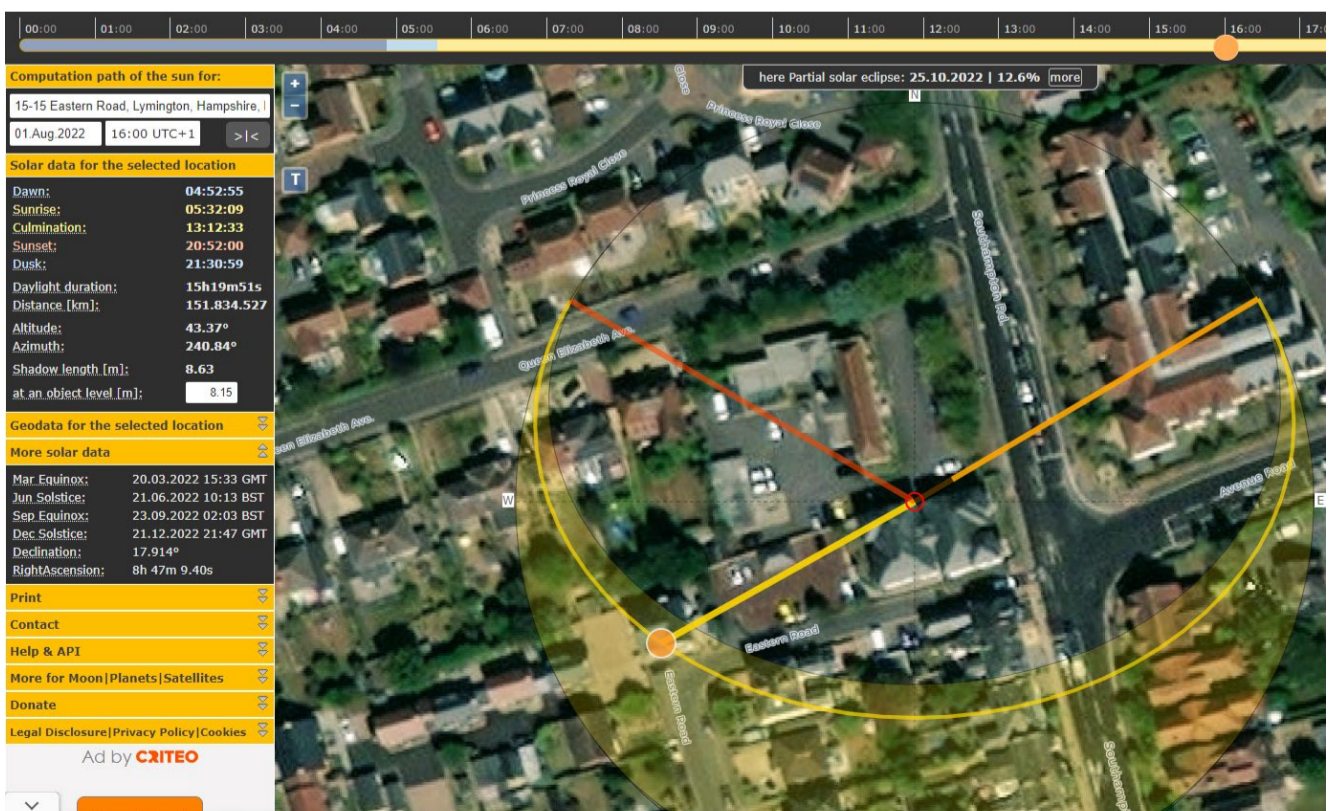 00:00 01:00 02:00 03:00 04:00 05:00 06:00 07:00 08:00 09:00 10:00 11:00 12:00 13:00 14:00 15:00 16:00 17:
Computation path of the sun for:
15-15 Eastern Road, Lymington, Hampshire,
01.Aug.2022 16:00 UTC+1 >|<
Solar data for the selected location
Dawn: 04:52:55
Sunrise: 05:32:09
Culmination: 13:12:33
Sunset: 20:52:00
Dusk: 21:30:59
Daylight duration: 15h19m51s
Distance [km]: 151.834.527
Altitude: 43.37°
Azimuth: 240.84°
Shadow length [m]: 8.63
at an object level [m]: 8.15
Geodata for the selected location
More solar data
Mar Equinox: 20.03.2022 15:33 GMT
Jun Solstice: 21.06.2022 10:13 BST
Sep Equinox: 23.09.2022 02:03 BST
Dec Solstice: 21.12.2022 21:47 GMT
Declination: 17.914°
RightAscension: 8h 47m 9.40s
Print
Contact
Help & API
More for Moon|Planets|Satellites
Donate
Legal Disclosure|Privacy Policy|Cookies
Ad by CRITEO
+
−
T
here Partial solar eclipse: 25.10.2022 | 12.6% more
N
Close
Princess Royal Close
Princess Royal Close
Southampton Rd.
Queen Elizabeth Ave.
een Elizabeth Ave.
Avenue Road
W
E
Eastern Road
Eastern Road
Southamp